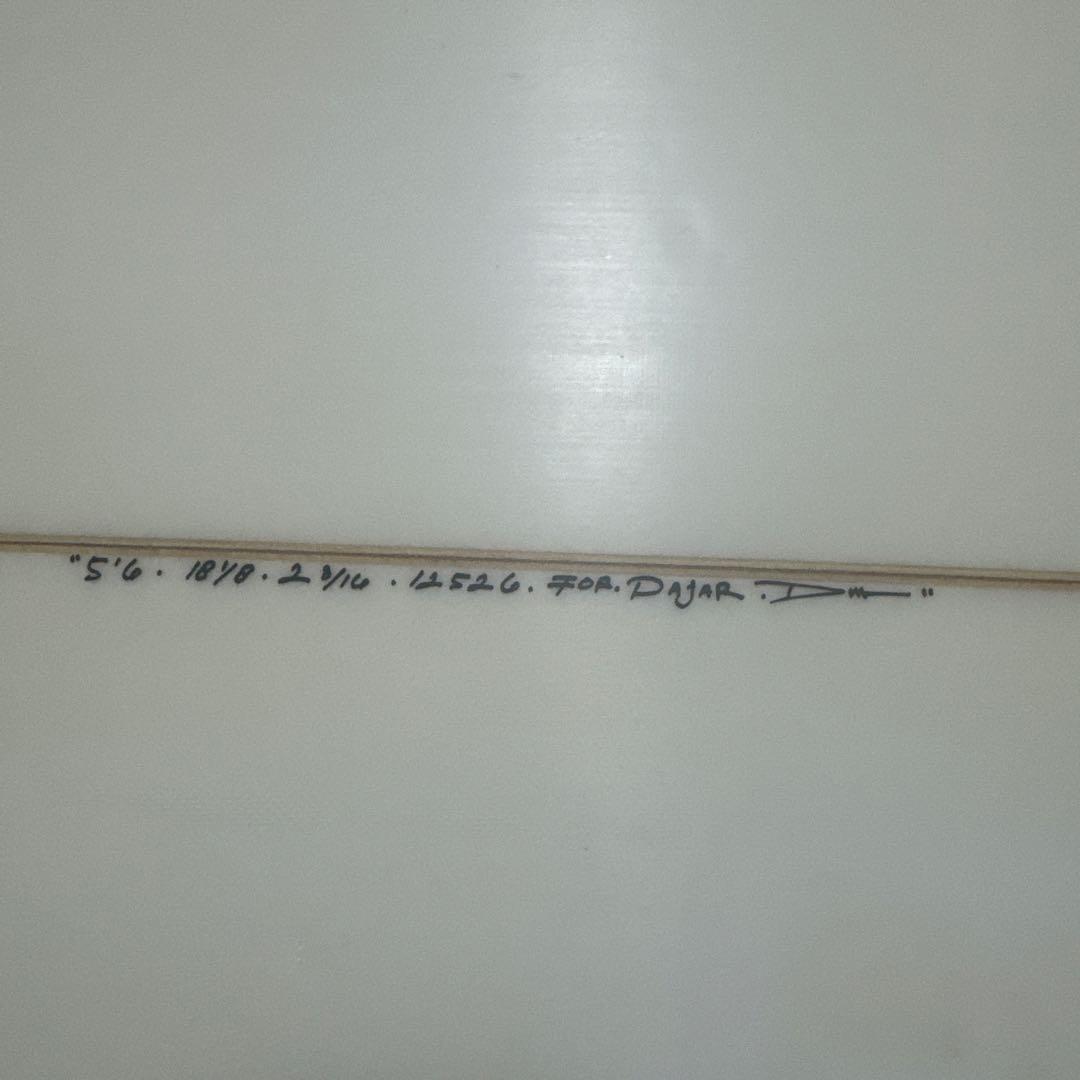 "5'6 . 18 1/8 . 2 3/16 . 12526 . FOR . DAJAR . "